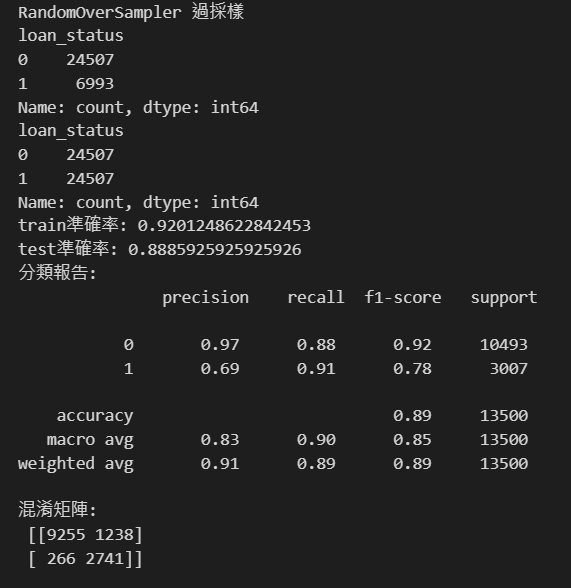 RandomOverSampler 過採樣
loan_status
0    24507
1     6993
Name: count, dtype: int64
loan_status
0    24507
1    24507
Name: count, dtype: int64
train準確率: 0.9201248622842453
test準確率: 0.8885925925925926
分類報告:
              precision    recall  f1-score   support
           0       0.97      0.88      0.92     10493
           1       0.69      0.91      0.78      3007
    accuracy                           0.89     13500
   macro avg       0.83      0.90      0.85     13500
weighted avg       0.91      0.89      0.89     13500
混淆矩陣:
 [[9255 1238]
 [ 266 2741]]